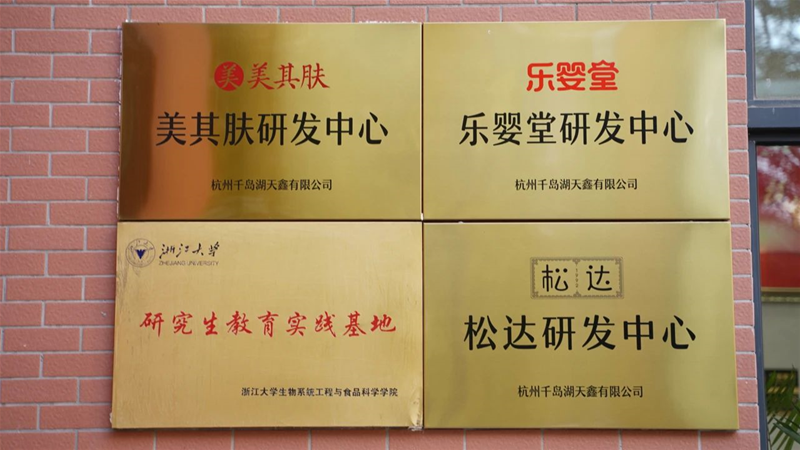 美 美其肤
美其肤研发中心
杭州千岛湖天鑫有限公司
乐婴堂
乐婴堂研发中心
杭州千岛湖天鑫有限公司
浙江大学
ZHEJIANG UNIVERSITY
研究生教育实践基地
浙江大学生物系统工程与食品科学学院
松达
松达研发中心
杭州千岛湖天鑫有限公司